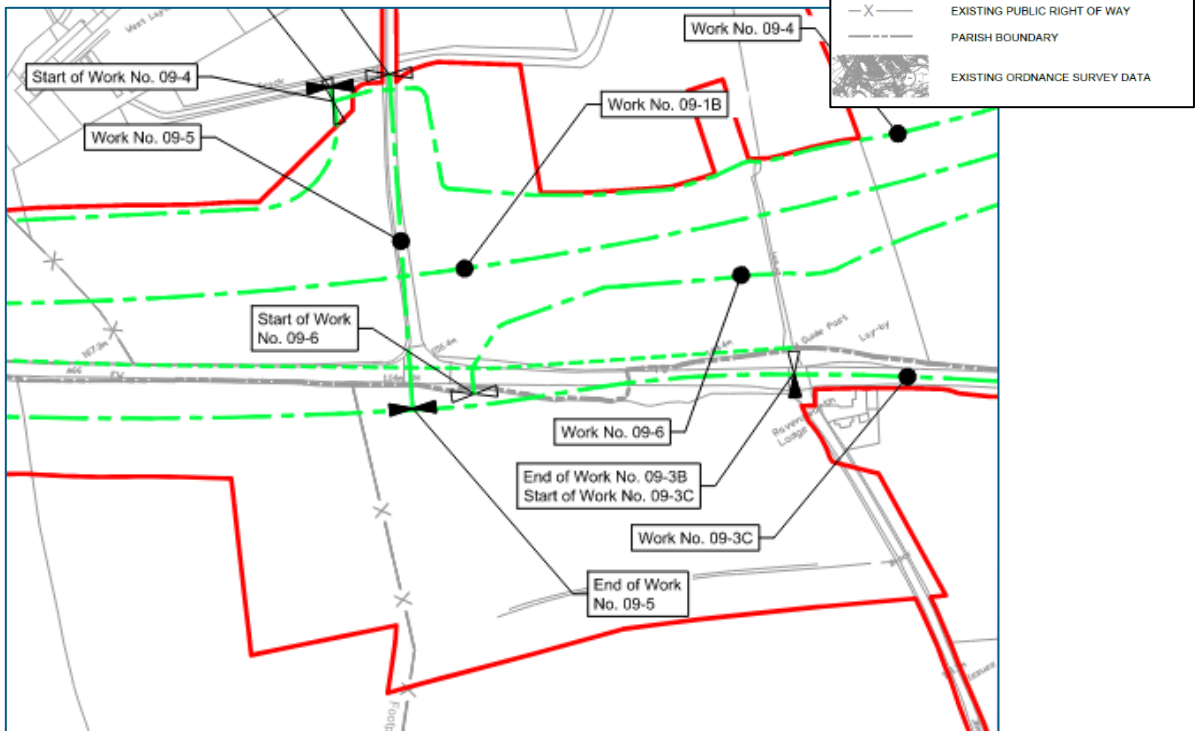 EXISTING PUBLIC RIGHT OF WAY
PARISH BOUNDARY
EXISTING ORDNANCE SURVEY DATA
X
Work No. 09-4
Start of Work No. 09-4
Work No. 09-1B
Work No. 09-5
Start of Work
No. 09-6
Guide Post
Lay-by
A66
Work No. 09-6
Lodge
End of Work No. 09-3B
Start of Work No. 09-3C
Work No. 09-3C
End of Work
No. 09-5
Issues